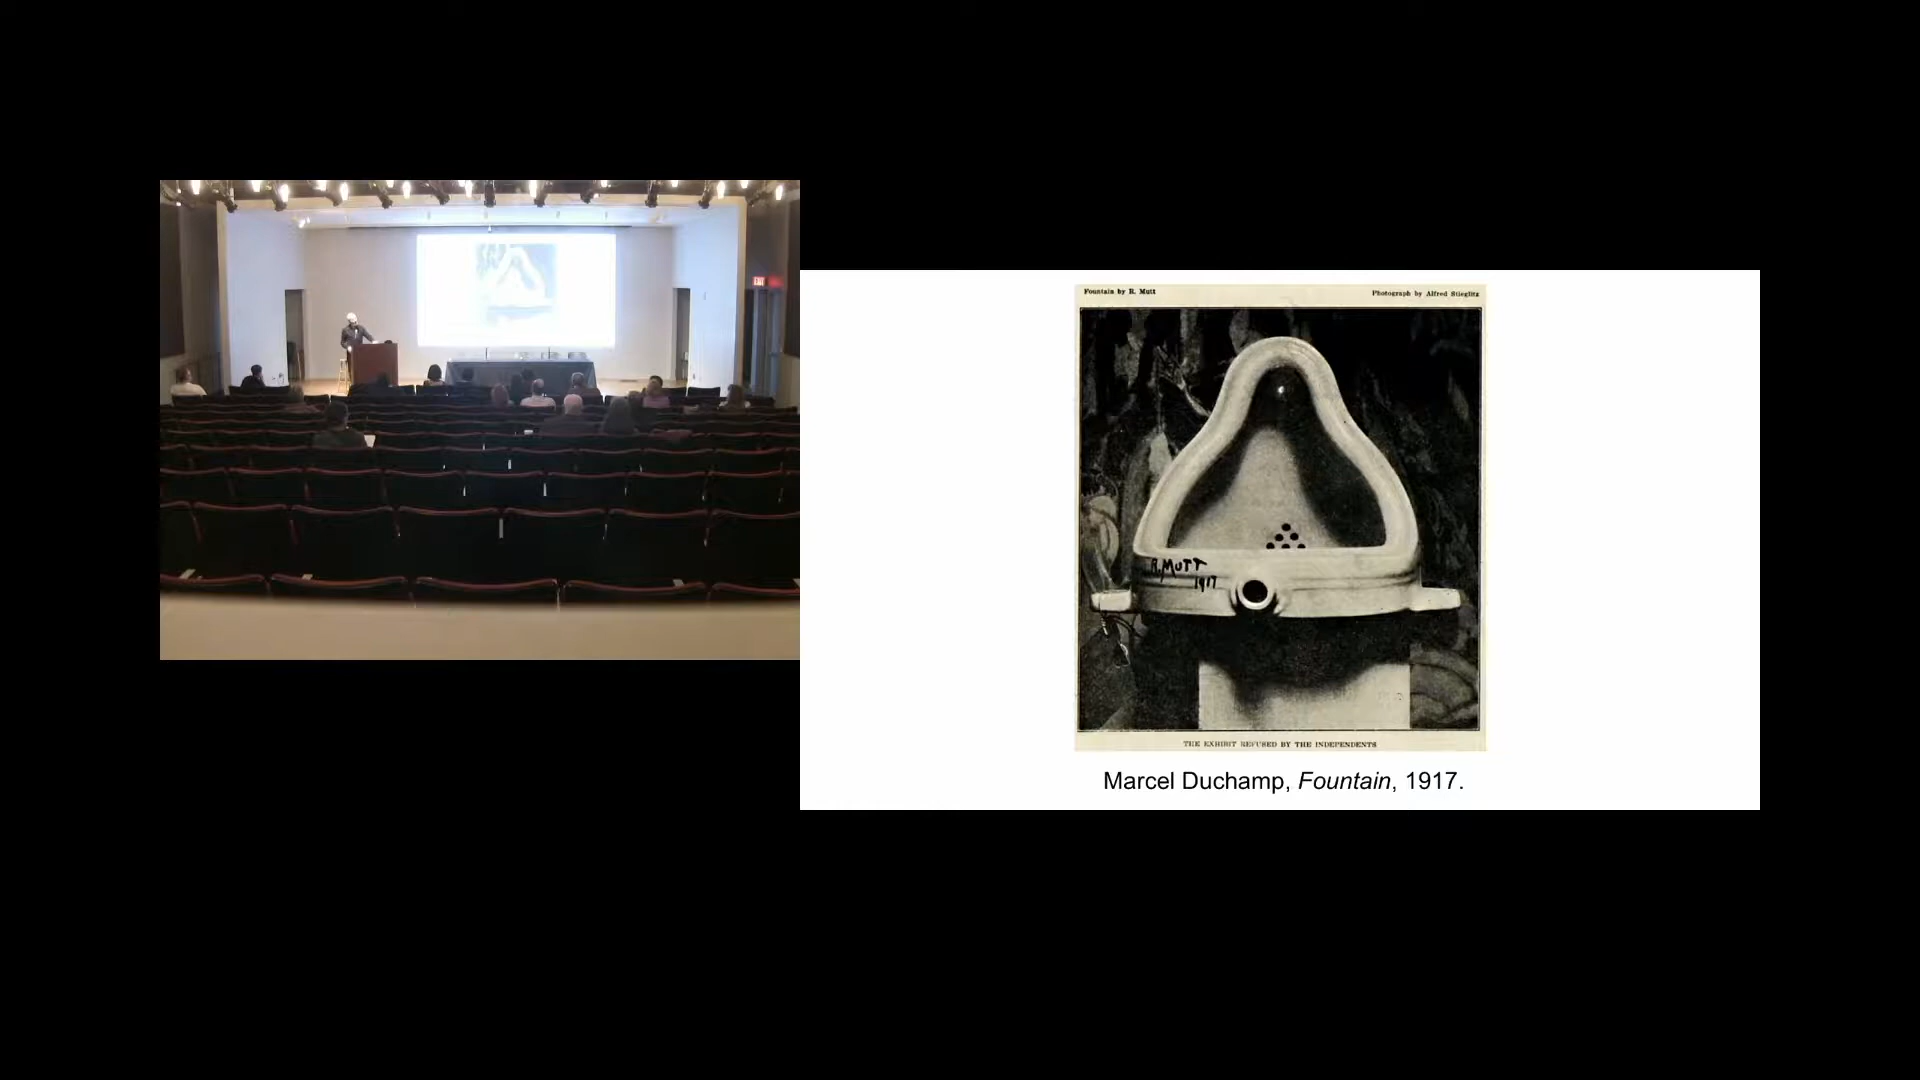 EXIT
Fountain by R. Mutt
Photograph by Alfred Stieglitz
R.MUTT
1917
THE EXHIBIT REFUSED BY THE INDEPENDENTS
Marcel Duchamp, Fountain, 1917.